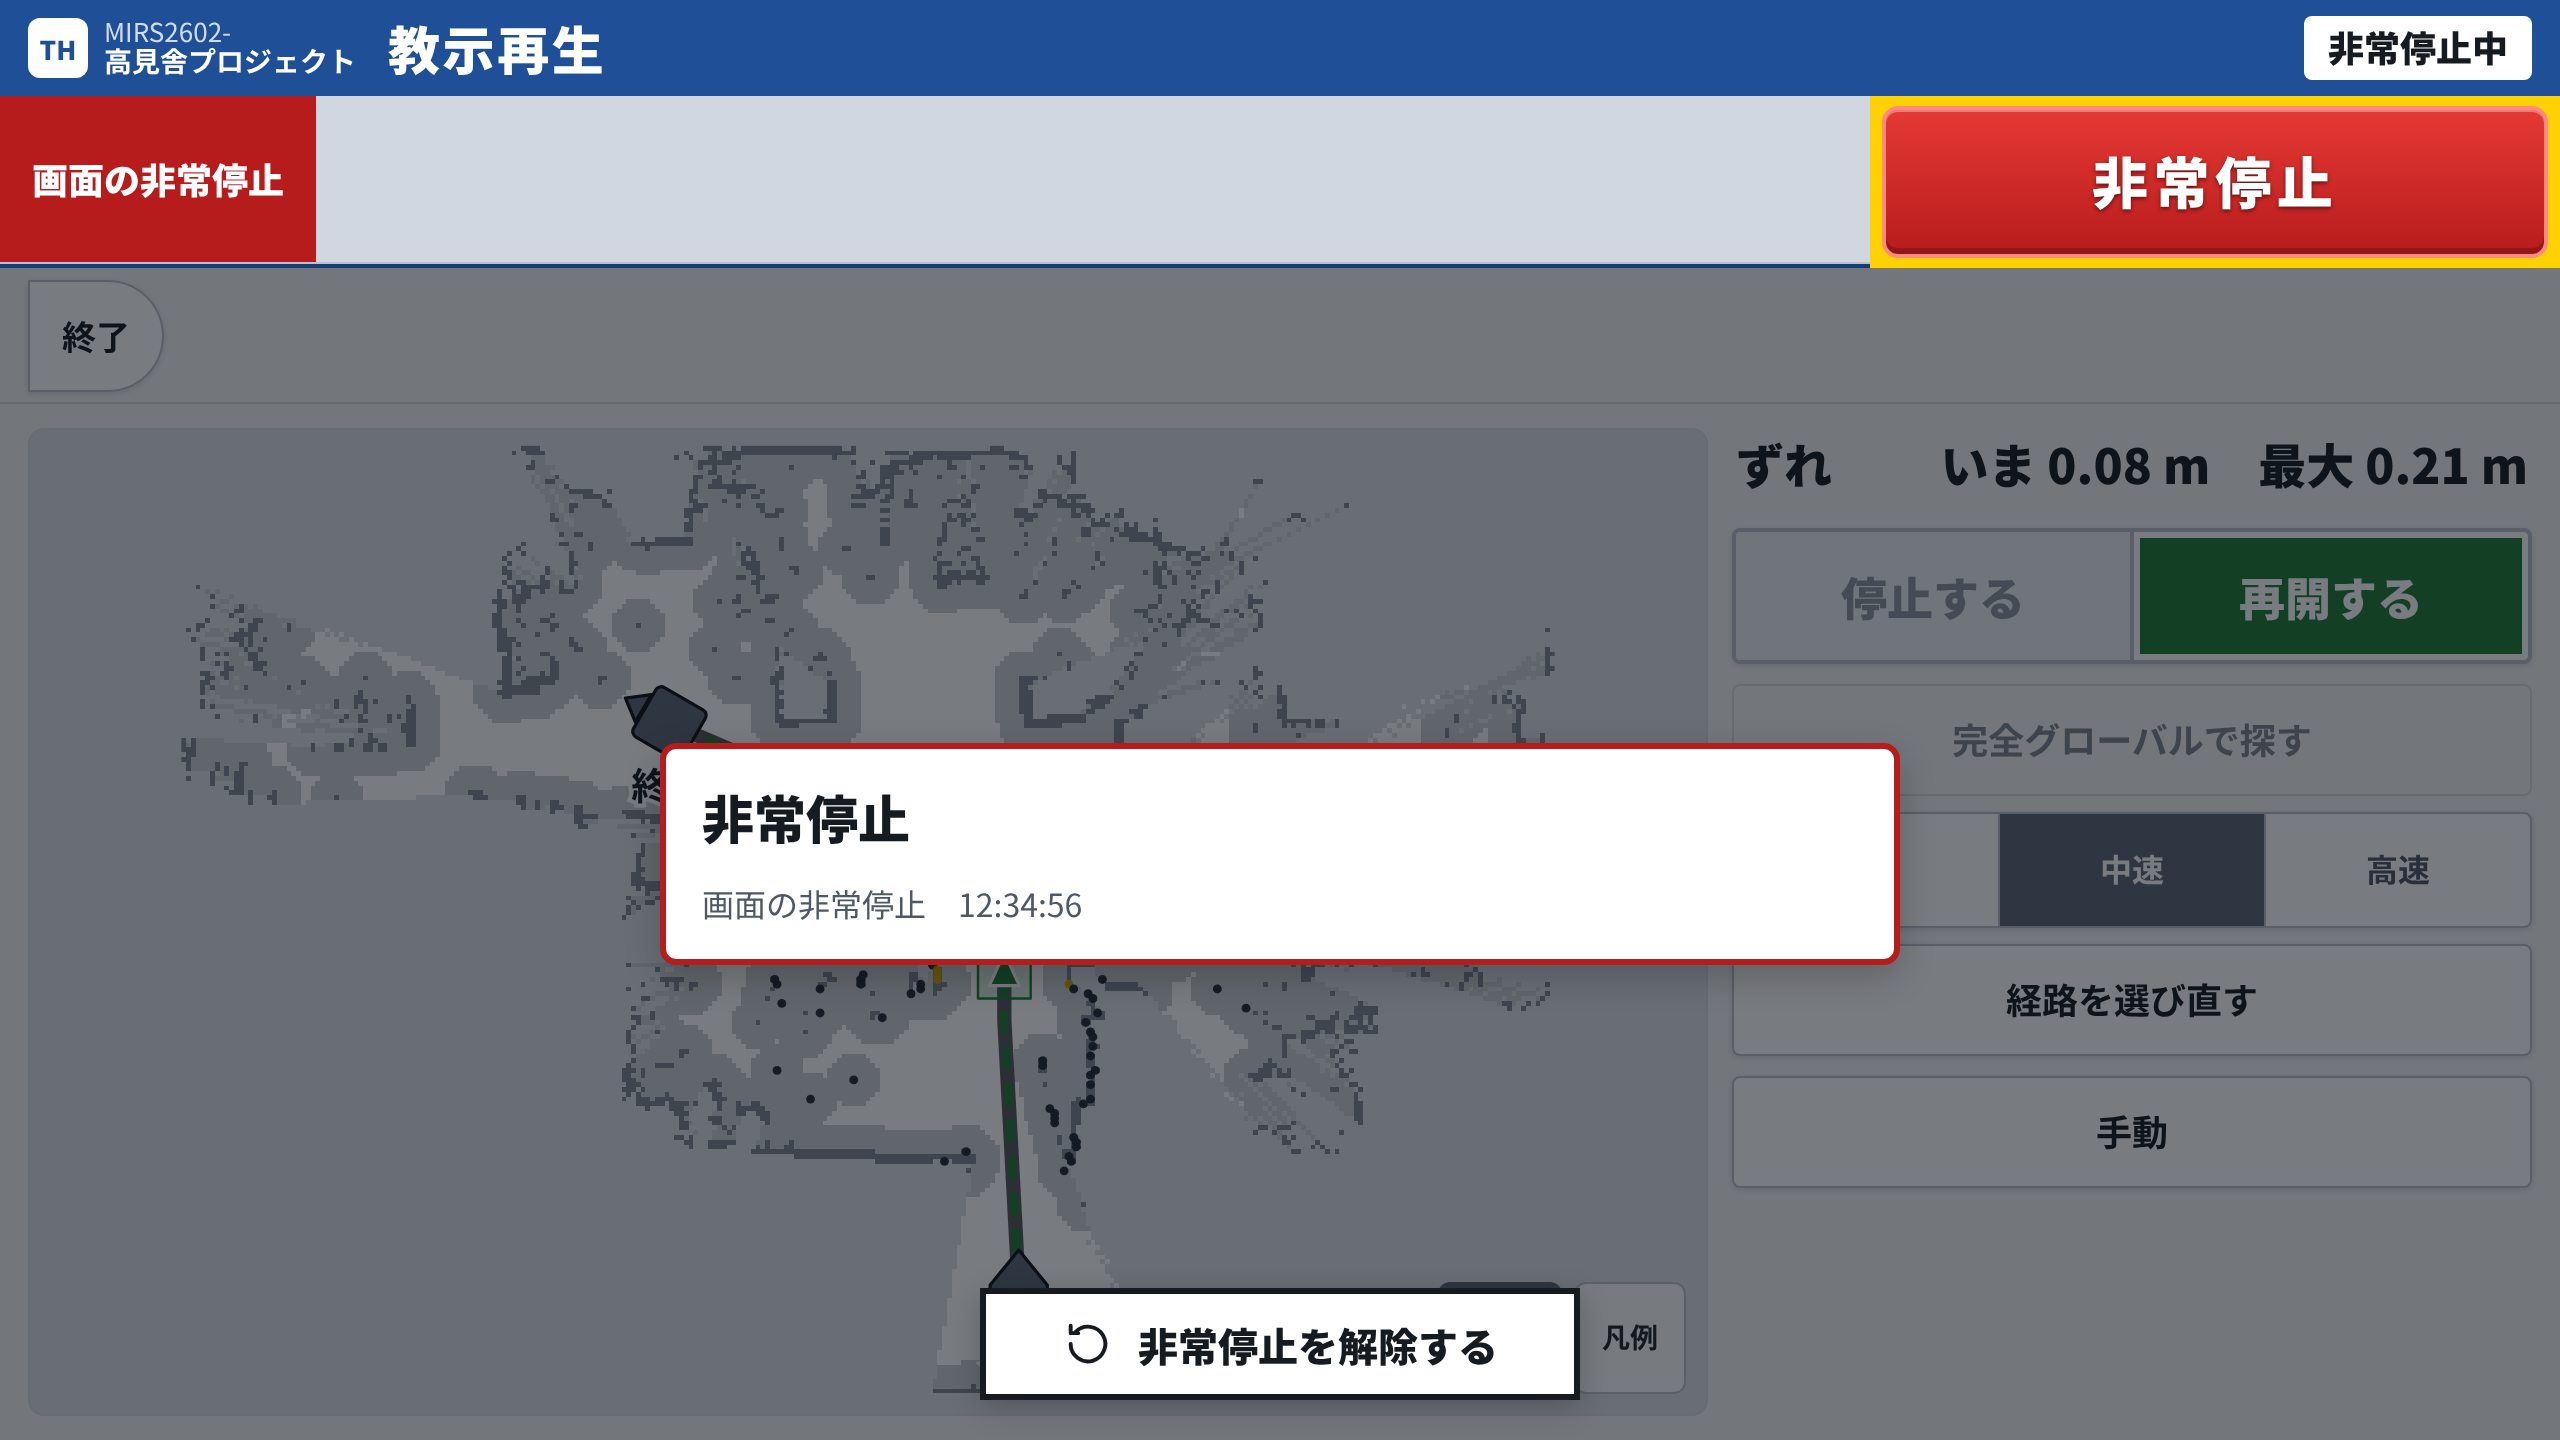 TH
MIRS2602-
高見舎プロジェクト
教示再生
非常停止中
画面の非常停止
非常停止
終了
ずれ いま 0.08 m 最大 0.21 m
停止する
再開する
完全グローバルで探す
中速
高速
経路を選び直す
手動
終
非常停止
画面の非常停止 12:34:56
非常停止を解除する
凡例